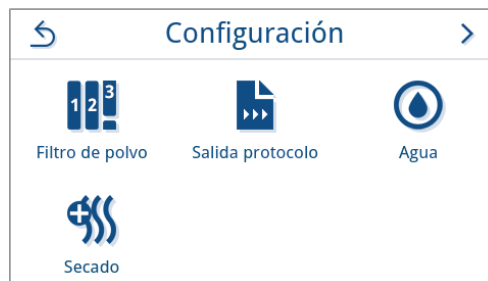 Configuración
1 2 3
Filtro de polvo
Salida protocolo
Agua
Secado